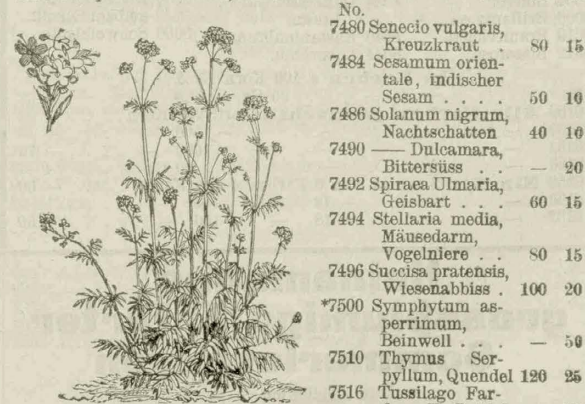 No.
7480 Senecio vulgaris,
Kreuzkraut . 80 15
7484 Sesamum orien-
tale, indischer
Sesam . . . . 50 10
7486 Solanum nigrum,
Nachtschatten 40 10
7490 —— Dulcamara,
Bittersüss . . — 20
7492 Spiraea Ulmaria,
Geisbart . . . 60 15
7494 Stellaria media,
Mäusedarm,
Vogelniere . . 80 15
7496 Succisa pratensis,
Wiesenabbiss . 100 20
*7500 Symphytum as-
perrimum,
Beinwell . . — 50
7510 Thymus Ser-
pyllum, Quendel 120 25
7516 Tussilago Far-